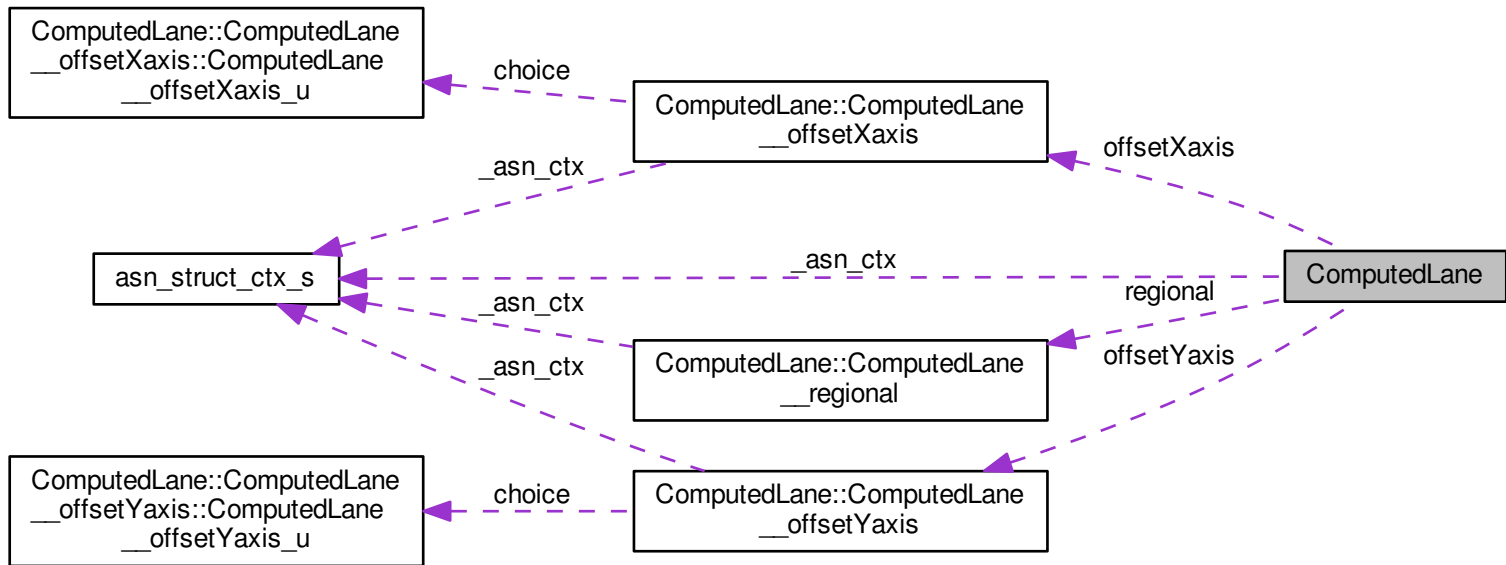 ComputedLane::ComputedLane
__offsetXaxis::ComputedLane
__offsetXaxis_u
choice
ComputedLane::ComputedLane
__offsetXaxis
offsetXaxis
_asn_ctx
asn_struct_ctx_s
_asn_ctx
ComputedLane
_asn_ctx
regional
ComputedLane::ComputedLane
__regional
offsetYaxis
_asn_ctx
ComputedLane::ComputedLane
__offsetYaxis::ComputedLane
__offsetYaxis_u
choice
ComputedLane::ComputedLane
__offsetYaxis